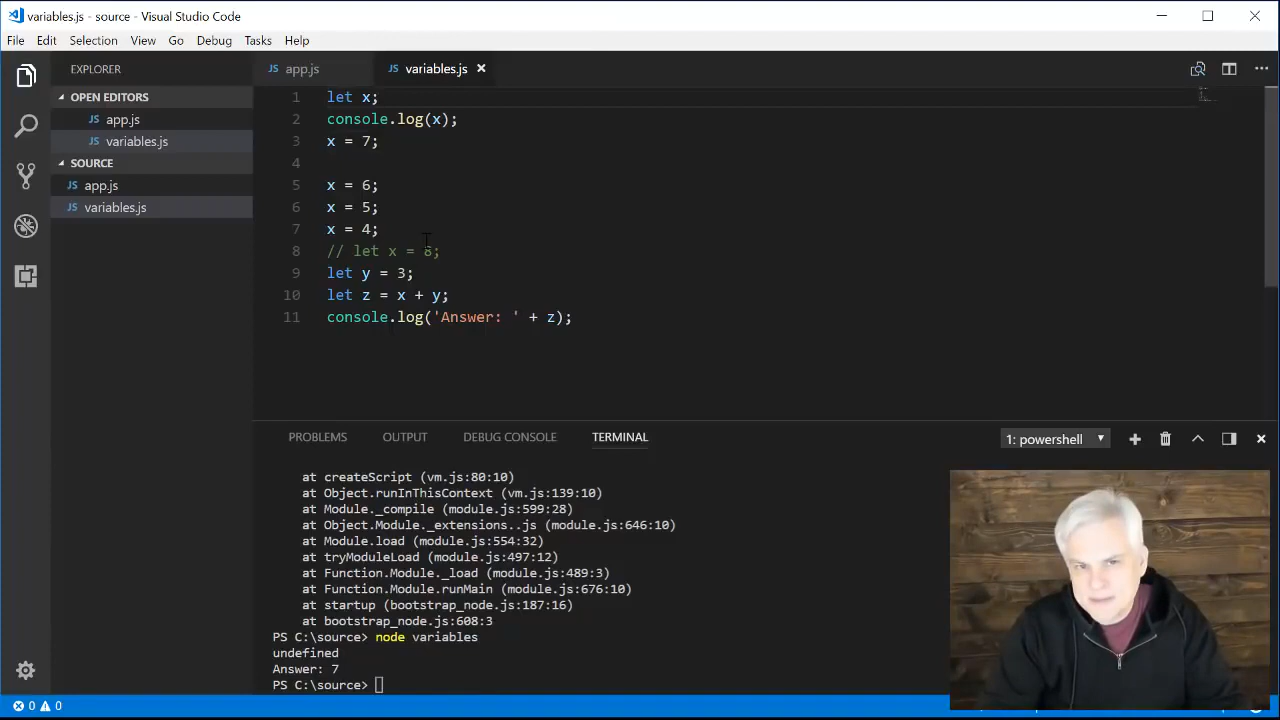 variables.js - source - Visual Studio Code
File Edit Selection View Go Debug Tasks Help
EXPLORER
OPEN EDITORS
JS app.js
JS variables.js
SOURCE
JS app.js
JS variables.js
JS app.js JS variables.js
1 let x;
2 console.log(x);
3 x = 7;
4
5 x = 6;
6 x = 5;
7 x = 4;
8 // let x = 8;
9 let y = 3;
10 let z = x + y;
11 console.log('Answer: ' + z);
PROBLEMS OUTPUT DEBUG CONSOLE TERMINAL 1: powershell
at createScript (vm.js:80:10)
at Object.runInThisContext (vm.js:139:10)
at Module._compile (module.js:599:28)
at Object.Module._extensions..js (module.js:646:10)
at Module.load (module.js:554:32)
at tryModuleLoad (module.js:497:12)
at Function.Module._load (module.js:489:3)
at Function.Module.runMain (module.js:676:10)
at startup (bootstrap_node.js:187:16)
at bootstrap_node.js:608:3
PS C:\source> node variables
undefined
Answer: 7
PS C:\source>
0 0